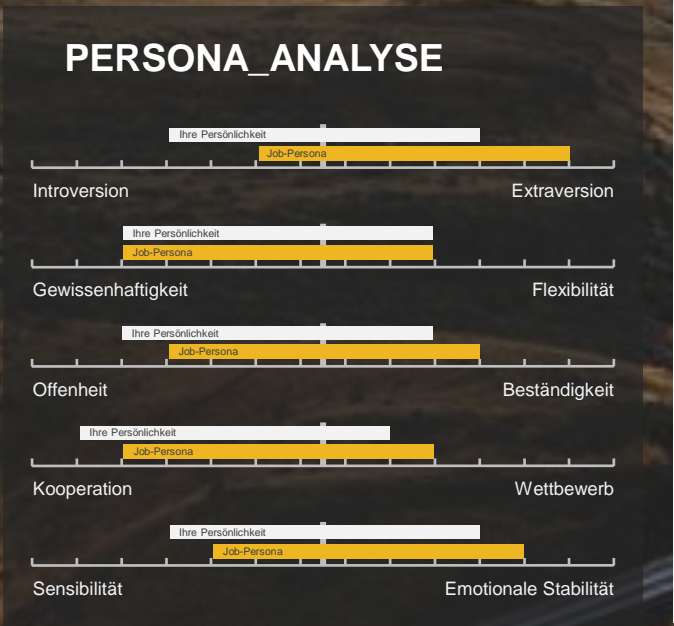 PERSONA_ANALYSE
Ihre Persönlichkeit
Job-Persona
Introversion Extraversion
Ihre Persönlichkeit
Job-Persona
Gewissenhaftigkeit Flexibilität
Ihre Persönlichkeit
Job-Persona
Offenheit Beständigkeit
Ihre Persönlichkeit
Job-Persona
Kooperation Wettbewerb
Ihre Persönlichkeit
Job-Persona
Sensibilität Emotionale Stabilität